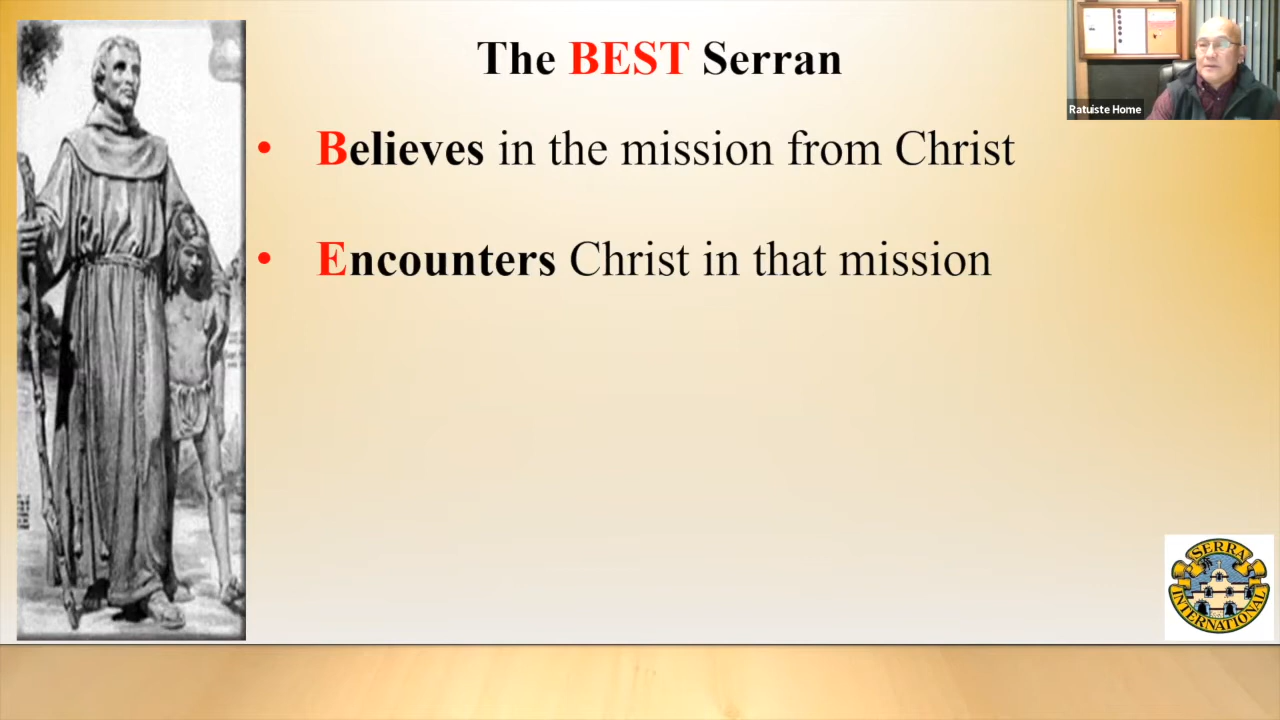 The BEST Serran
Ratuiste Home
• Believes in the mission from Christ
• Encounters Christ in that mission
SERRA
INTERNATIONAL